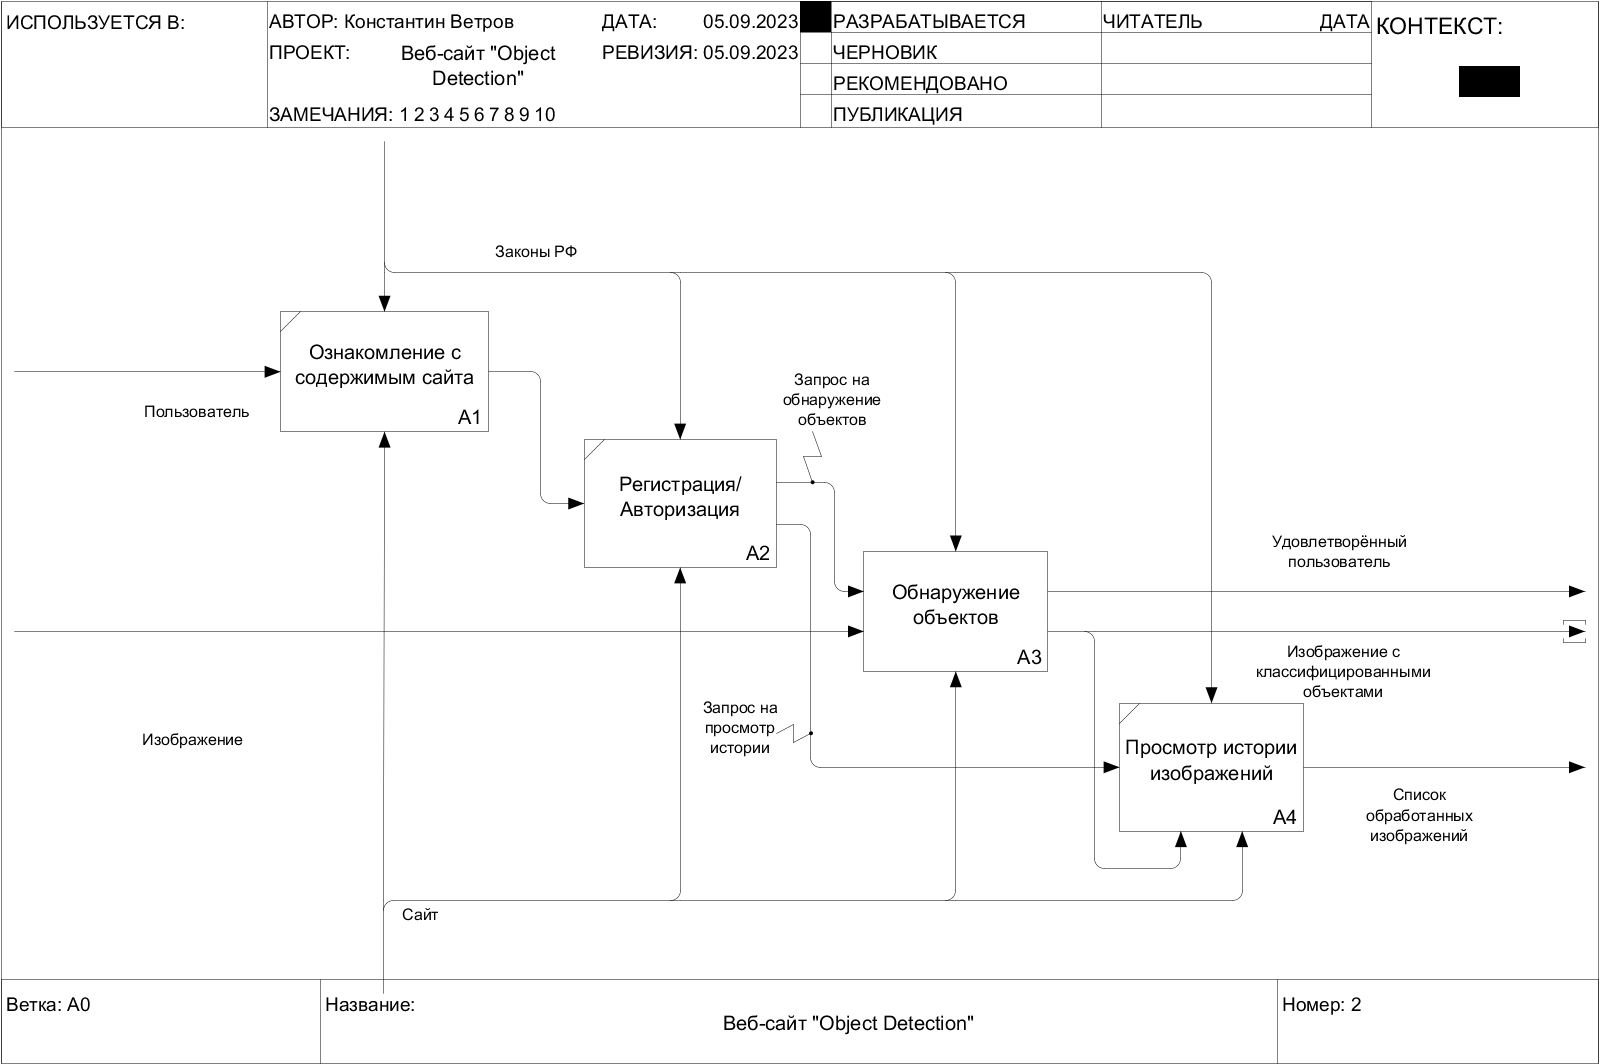 ИСПОЛЬЗУЕТСЯ В:
АВТОР: Константин Ветров
ДАТА: 05.09.2023
ПРОЕКТ: Веб-сайт "Object
Detection"
РЕВИЗИЯ: 05.09.2023
ЗАМЕЧАНИЯ: 1 2 3 4 5 6 7 8 9 10
РАЗРАБАТЫВАЕТСЯ
ЧЕРНОВИК
РЕКОМЕНДОВАНО
ПУБЛИКАЦИЯ
ЧИТАТЕЛЬ
ДАТА
КОНТЕКСТ:
Законы РФ
Ознакомление с
содержимым сайта
A1
Пользователь
Запрос на
обнаружение
объектов
Регистрация/
Авторизация
A2
Удовлетворённый
пользователь
Обнаружение
объектов
A3
Изображение с
классифицированными
объектами
Запрос на
просмотр
истории
Изображение
Просмотр истории
изображений
A4
Список
обработанных
изображений
Сайт
Ветка: A0
Название:
Веб-сайт "Object Detection"
Номер: 2